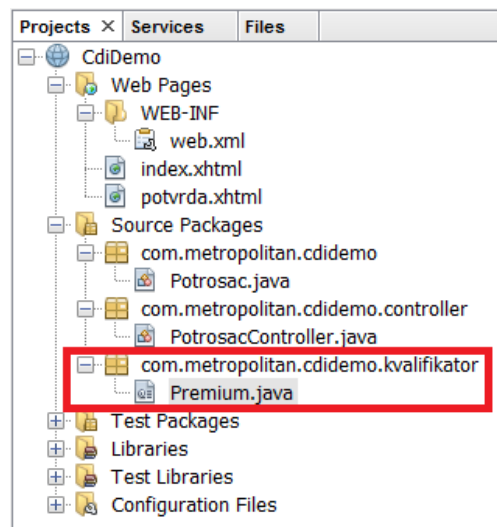 Projects × Services Files
CdiDemo
Web Pages
WEB-INF
web.xml
index.xhtml
potvrda.xhtml
Source Packages
com.metropolitan.cdidemo
Potrosac.java
com.metropolitan.cdidemo.controller
PotrosacController.java
com.metropolitan.cdidemo.kvalifikator
Premium.java
Test Packages
Libraries
Test Libraries
Configuration Files